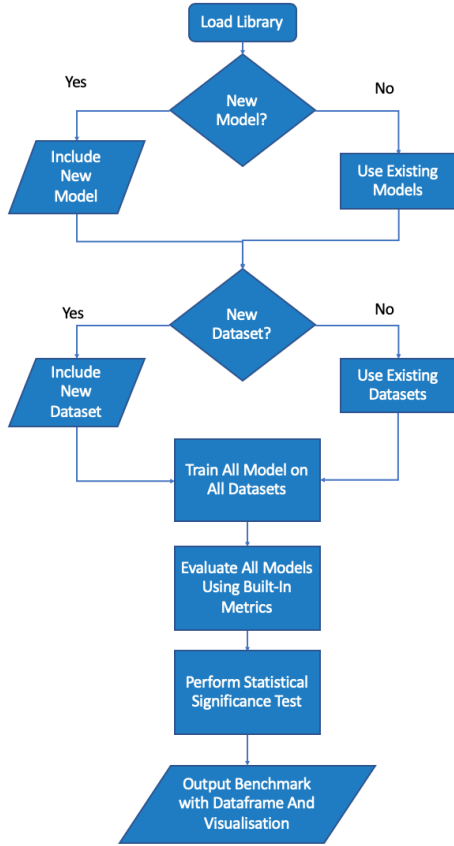 Load Library
Yes
New
Model?
No
Include
New
Model
Use Existing
Models
Yes
New
Dataset?
No
Include
New
Dataset
Use Existing
Datasets
Train All Model on
All Datasets
Evaluate All Models
Using Built-In
Metrics
Perform Statistical
Significance Test
Output Benchmark
with Dataframe And
Visualisation